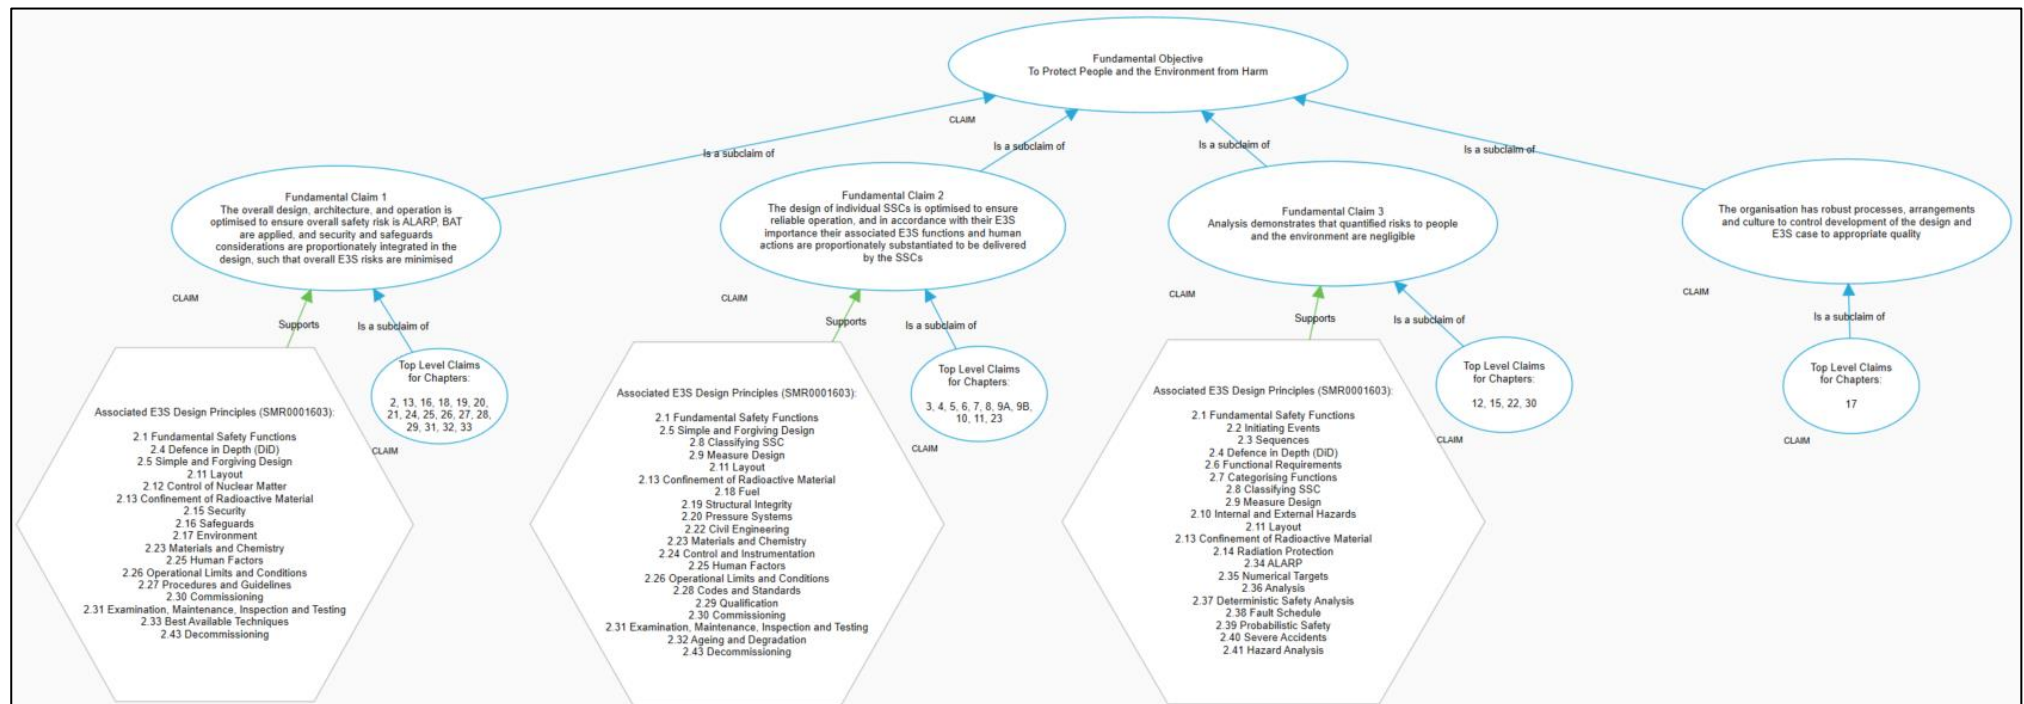 Fundamental Objective
To Protect People and the Environment from Harm
CLAIM
Is a subclaim of
Is a subclaim of
Is a subclaim of
Is a subclaim of
Fundamental Claim 1
The overall design, architecture, and operation is
optimised to ensure overall safety risk is ALARP, BAT
are applied, and security and safeguards
considerations are proportionately integrated in the
design, such that overall E3S risks are minimised
CLAIM
Fundamental Claim 2
The design of individual SSCs is optimised to ensure
reliable operation, and in accordance with their E3S
importance their associated E3S functions and human
actions are proportionately substantiated to be delivered
by the SSCs
CLAIM
Fundamental Claim 3
Analysis demonstrates that quantified risks to people
and the environment are negligible
CLAIM
The organisation has robust processes, arrangements
and culture to control development of the design and
E3S case to appropriate quality
CLAIM
Supports
Is a subclaim of
Supports
Is a subclaim of
Supports
Is a subclaim of
Is a subclaim of
Associated E3S Design Principles (SMR0001603):
2.1 Fundamental Safety Functions
2.4 Defence in Depth (DiD)
2.5 Simple and Forgiving Design
2.11 Layout
2.12 Control of Nuclear Matter
2.13 Confinement of Radioactive Material
2.15 Security
2.16 Safeguards
2.17 Environment
2.23 Materials and Chemistry
2.25 Human Factors
2.26 Operational Limits and Conditions
2.27 Procedures and Guidelines
2.30 Commissioning
2.31 Examination, Maintenance, Inspection and Testing
2.33 Best Available Techniques
2.43 Decommissioning
Top Level Claims
for Chapters:
2, 13, 16, 18, 19, 20,
21, 24, 25, 26, 27, 28,
29, 31, 32, 33
CLAIM
Associated E3S Design Principles (SMR0001603):
2.1 Fundamental Safety Functions
2.5 Simple and Forgiving Design
2.8 Classifying SSC
2.9 Measure Design
2.11 Layout
2.13 Confinement of Radioactive Material
2.18 Fuel
2.19 Structural Integrity
2.20 Pressure Systems
2.22 Civil Engineering
2.23 Materials and Chemistry
2.24 Control and Instrumentation
2.25 Human Factors
2.26 Operational Limits and Conditions
2.28 Codes and Standards
2.29 Qualification
2.30 Commissioning
2.31 Examination, Maintenance, Inspection and Testing
2.32 Ageing and Degradation
2.43 Decommissioning
Top Level Claims
for Chapters:
3, 4, 5, 6, 7, 8, 9A, 9B,
10, 11, 23
CLAIM
Associated E3S Design Principles (SMR0001603):
2.1 Fundamental Safety Functions
2.2 Initiating Events
2.3 Sequences
2.4 Defence in Depth (DiD)
2.6 Functional Requirements
2.7 Categorising Functions
2.8 Classifying SSC
2.9 Measure Design
2.10 Internal and External Hazards
2.11 Layout
2.13 Confinement of Radioactive Material
2.14 Radiation Protection
2.34 ALARP
2.35 Numerical Targets
2.36 Analysis
2.37 Deterministic Safety Analysis
2.38 Fault Schedule
2.39 Probabilistic Safety
2.40 Severe Accidents
2.41 Hazard Analysis
Top Level Claims
for Chapters:
12, 15, 22, 30
CLAIM
Top Level Claims
for Chapters:
17
CLAIM